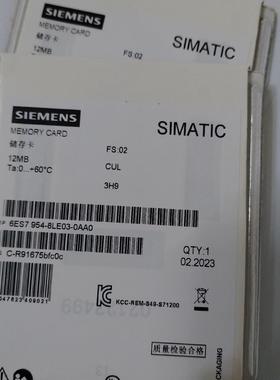 SIEMENS
MEMORY CARD
储存卡
12MB
FS:02
SIMATIC
SIEMENS
MEMORY CARD
储存卡
12MB
Ta:0...+60°C
FS:02
CUL
3H9
SIMATIC
6ES7 954-8LE03-0AA0
C-R91675bfc0c
QTY:1
02.2023
KCC-REM-S49-S71200
质量检验合格
PACKAGING